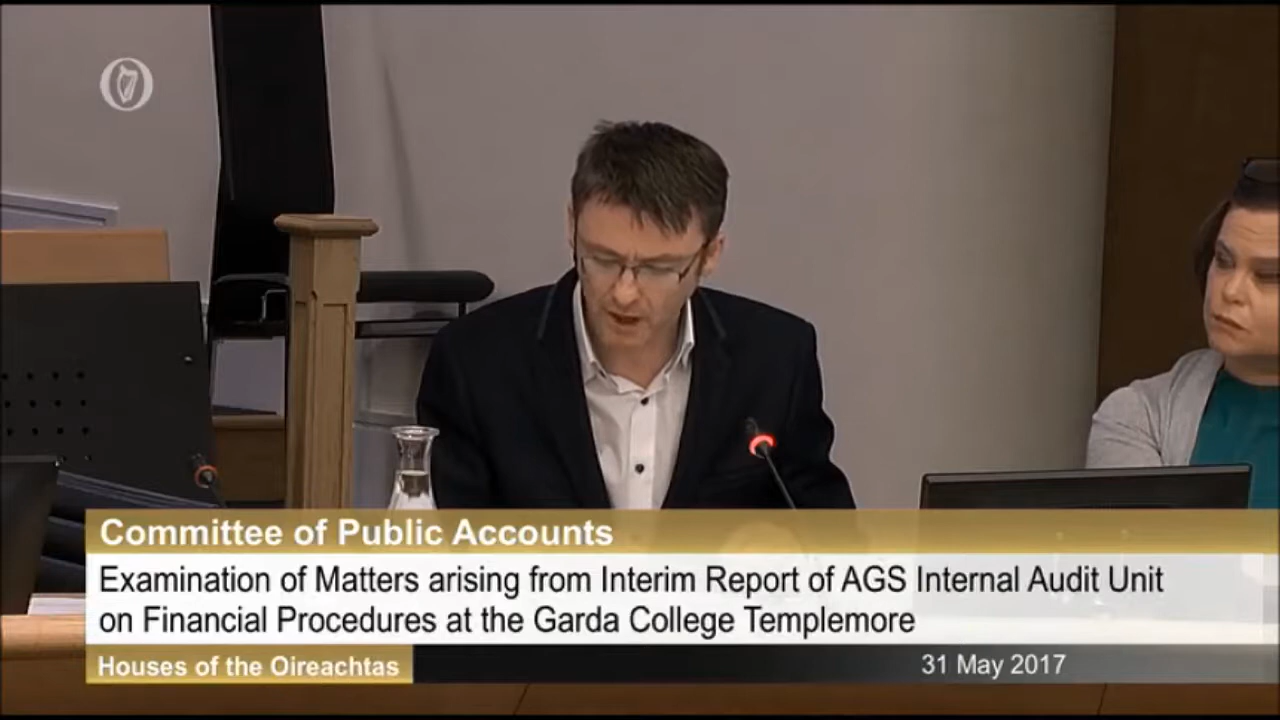 Committee of Public Accounts
Examination of Matters arising from Interim Report of AGS Internal Audit Unit
on Financial Procedures at the Garda College Templemore
Houses of the Oireachtas
31 May 2017